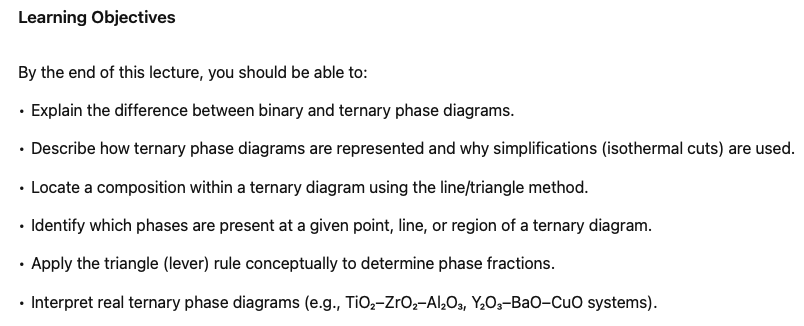 Learning Objectives
By the end of this lecture, you should be able to:
• Explain the difference between binary and ternary phase diagrams.
• Describe how ternary phase diagrams are represented and why simplifications (isothermal cuts) are used.
• Locate a composition within a ternary diagram using the line/triangle method.
• Identify which phases are present at a given point, line, or region of a ternary diagram.
• Apply the triangle (lever) rule conceptually to determine phase fractions.
• Interpret real ternary phase diagrams (e.g., TiO₂–ZrO₂–Al₂O₃, Y₂O₃–BaO–CuO systems).